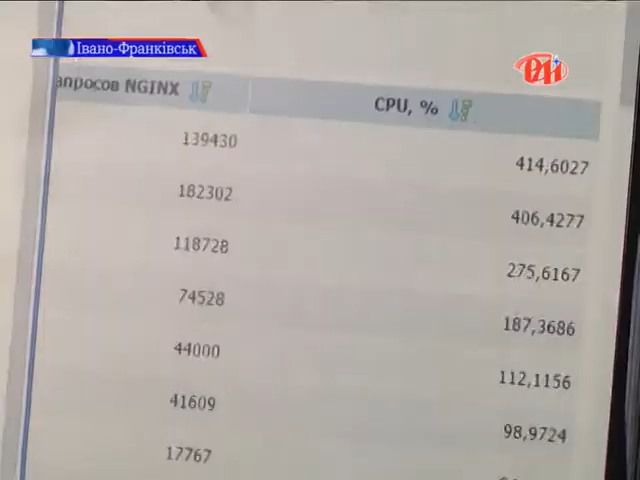 Івано-Франківськ
РАІ
апросов NGINX CPU, %
139430 414,6027
182302 406,4277
118728 275,6167
74528 187,3686
44000 112,1156
41609 98,9724
17767